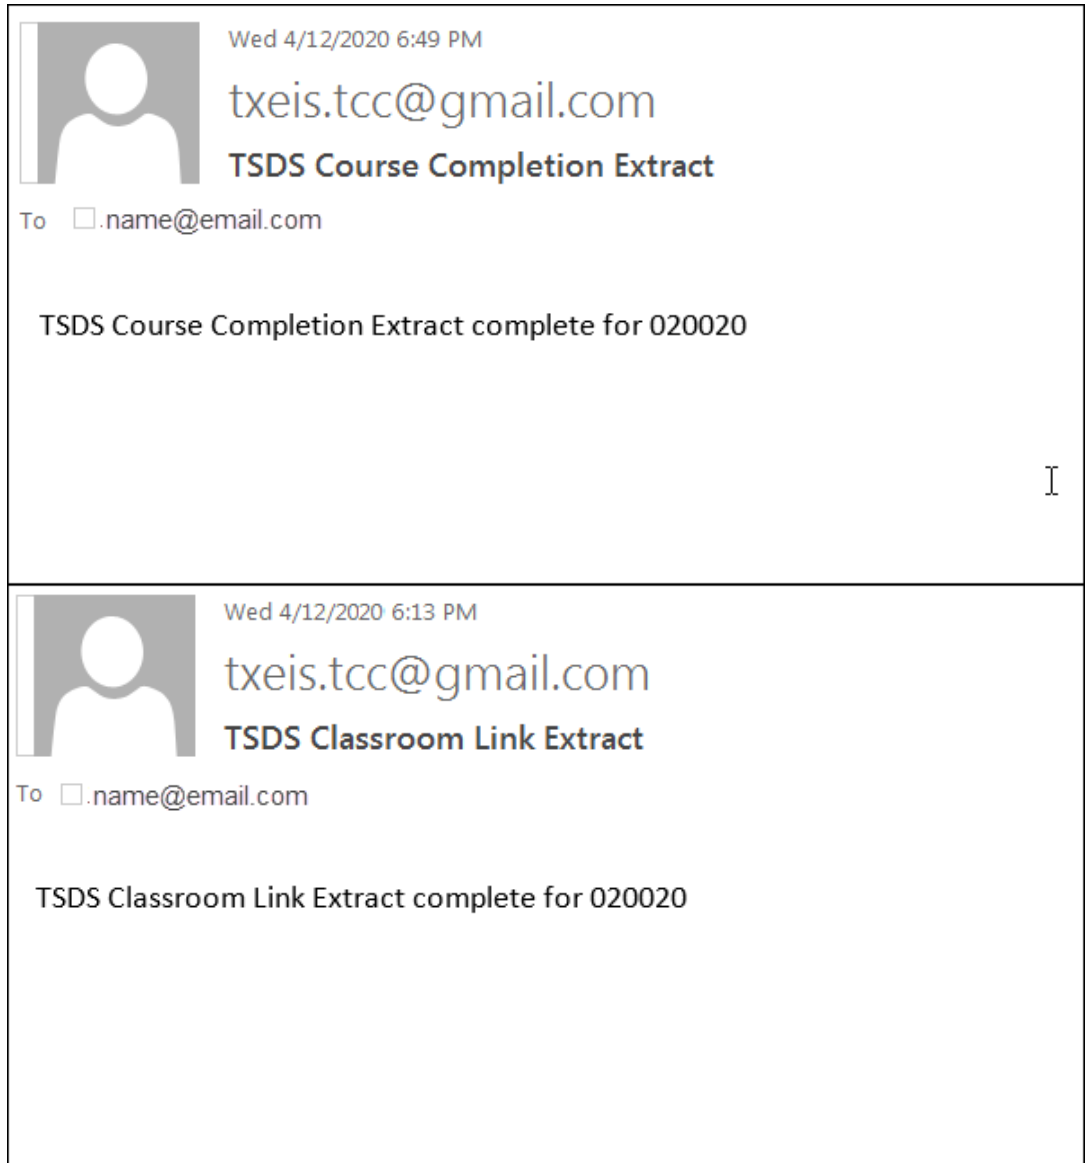 Wed 4/12/2020 6:49 PM
txeis.tcc@gmail.com
TSDS Course Completion Extract
To .name@email.com
TSDS Course Completion Extract complete for 020020
Wed 4/12/2020 6:13 PM
txeis.tcc@gmail.com
TSDS Classroom Link Extract
To .name@email.com
TSDS Classroom Link Extract complete for 020020